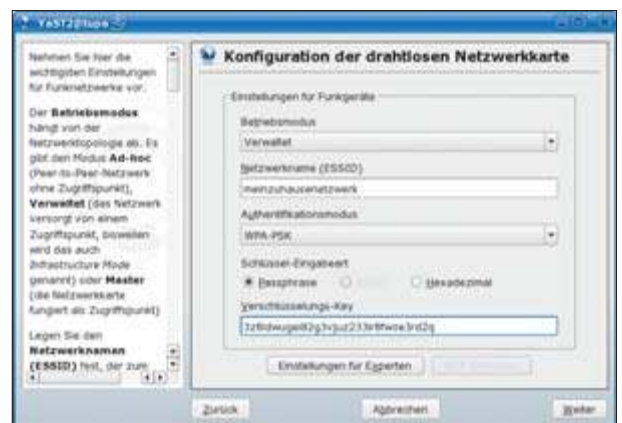 YaST2@tupa
Nehmen Sie hier die
wichtigsten Einstellungen
für Funknetzwerke vor.
Der Betriebsmodus
hängt von der
Netzwerktopologie ab. Es
gibt den Modus Ad-hoc
(Peer-to-Peer-Netzwerk
ohne Zugriffspunkt),
Verwaltet (das Netzwerk
versorgt von einem
Zugriffspunkt, bisweilen
wird das auch
Infrastructure Mode
genannt) oder Master
(die Netzwerkkarte
fungiert als Zugriffspunkt)
Legen Sie den
Netzwerknamen
(ESSID) fest, der zum
Konfiguration der drahtlosen Netzwerkkarte
Einstellungen für Funkgeräte
Betriebsmodus
Verwaltet
Netzwerkname (ESSID)
meinzuhausenetzwerk
Authentifikationsmodus
WPA-PSK
Schlüssel-Eingabeart
Passphrase
Hexadezimal
Verschlüsselungs-Key
Einstellungen für Experten
Zurück
Abbrechen
Weiter